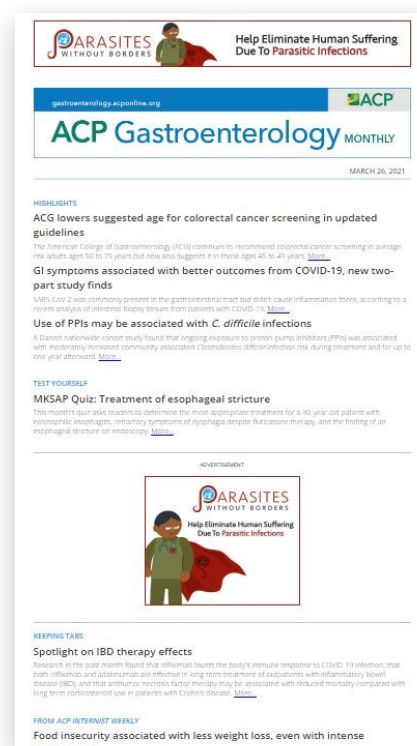 PARASITES
WITHOUT BORDERS
Help Eliminate Human Suffering
Due To Parasitic Infections
gastroenterology.acponline.org
ACP
ACP Gastroenterology MONTHLY
MARCH 26, 2021
HIGHLIGHTS
ACG lowers suggested age for colorectal cancer screening in updated
guidelines
The American College of Gastroenterology (ACG) continues to recommend colorectal cancer screening in average-
risk adults ages 50 to 75 years but now also suggests it in those ages 45 to 49 years. More...
GI symptoms associated with better outcomes from COVID-19, new two-
part study finds
SARS-CoV-2 was commonly present in the gastrointestinal tract but didn't cause inflammation there, according to a
recent analysis of intestinal biopsy tissues from patients with COVID-19. More...
Use of PPIs may be associated with C. difficile infections
A Danish nationwide cohort study found that ongoing exposure to proton pump inhibitors (PPIs) was associated
with moderately increased community-associated Clostridioides difficile infection risk during treatment and for up to
one year afterward. More...
TEST YOURSELF
MKSAP Quiz: Treatment of esophageal stricture
This month's quiz asks readers to determine the most appropriate treatment for a 30-year-old patient with
eosinophilic esophagitis, refractory symptoms of dysphagia despite fluticasone therapy, and the finding of an
esophageal stricture on endoscopy. More...
ADVERTISEMENT
PARASITES
WITHOUT BORDERS
Help Eliminate Human Suffering
Due To Parasitic Infections
KEEPING TABS
Spotlight on IBD therapy effects
Research in the past month found that infliximab blunts the body's immune response to COVID-19 infection, that
both infliximab and adalimumab are effective in long-term treatment of outpatients with inflammatory bowel
disease (IBD), and that antitumor necrosis factor therapy may be associated with reduced mortality compared with
long-term corticosteroid use in patients with Crohn's disease. More...
FROM ACP INTERNIST WEEKLY
Food insecurity associated with less weight loss, even with intense